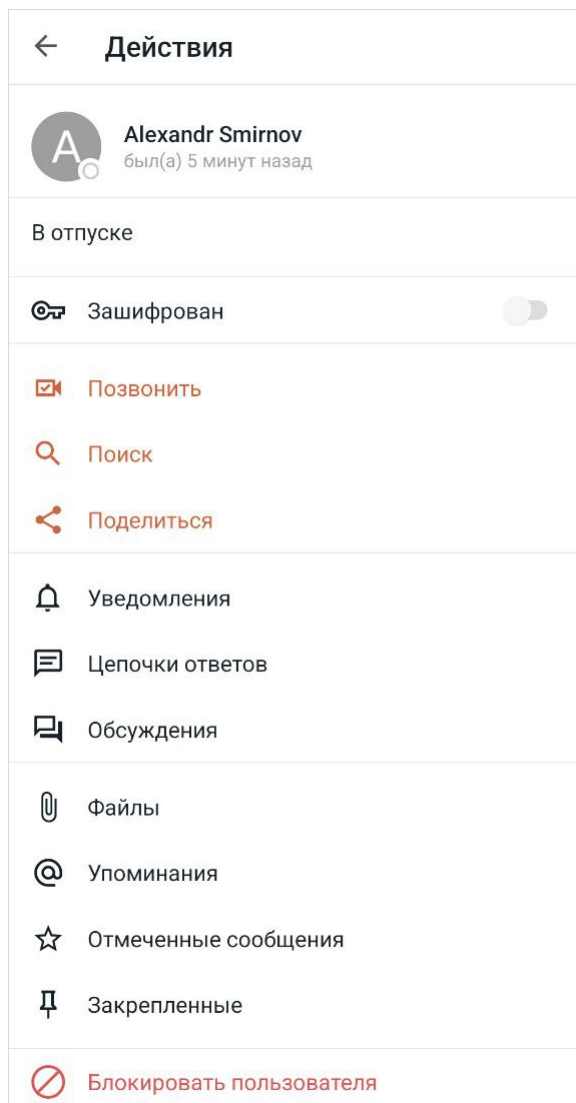 Действия
A
Alexandr Smirnov
был(а) 5 минут назад
В отпуске
Зашифрован
Позвонить
Поиск
Поделиться
Уведомления
Цепочки ответов
Обсуждения
Файлы
Упоминания
Отмеченные сообщения
Закрепленные
Блокировать пользователя